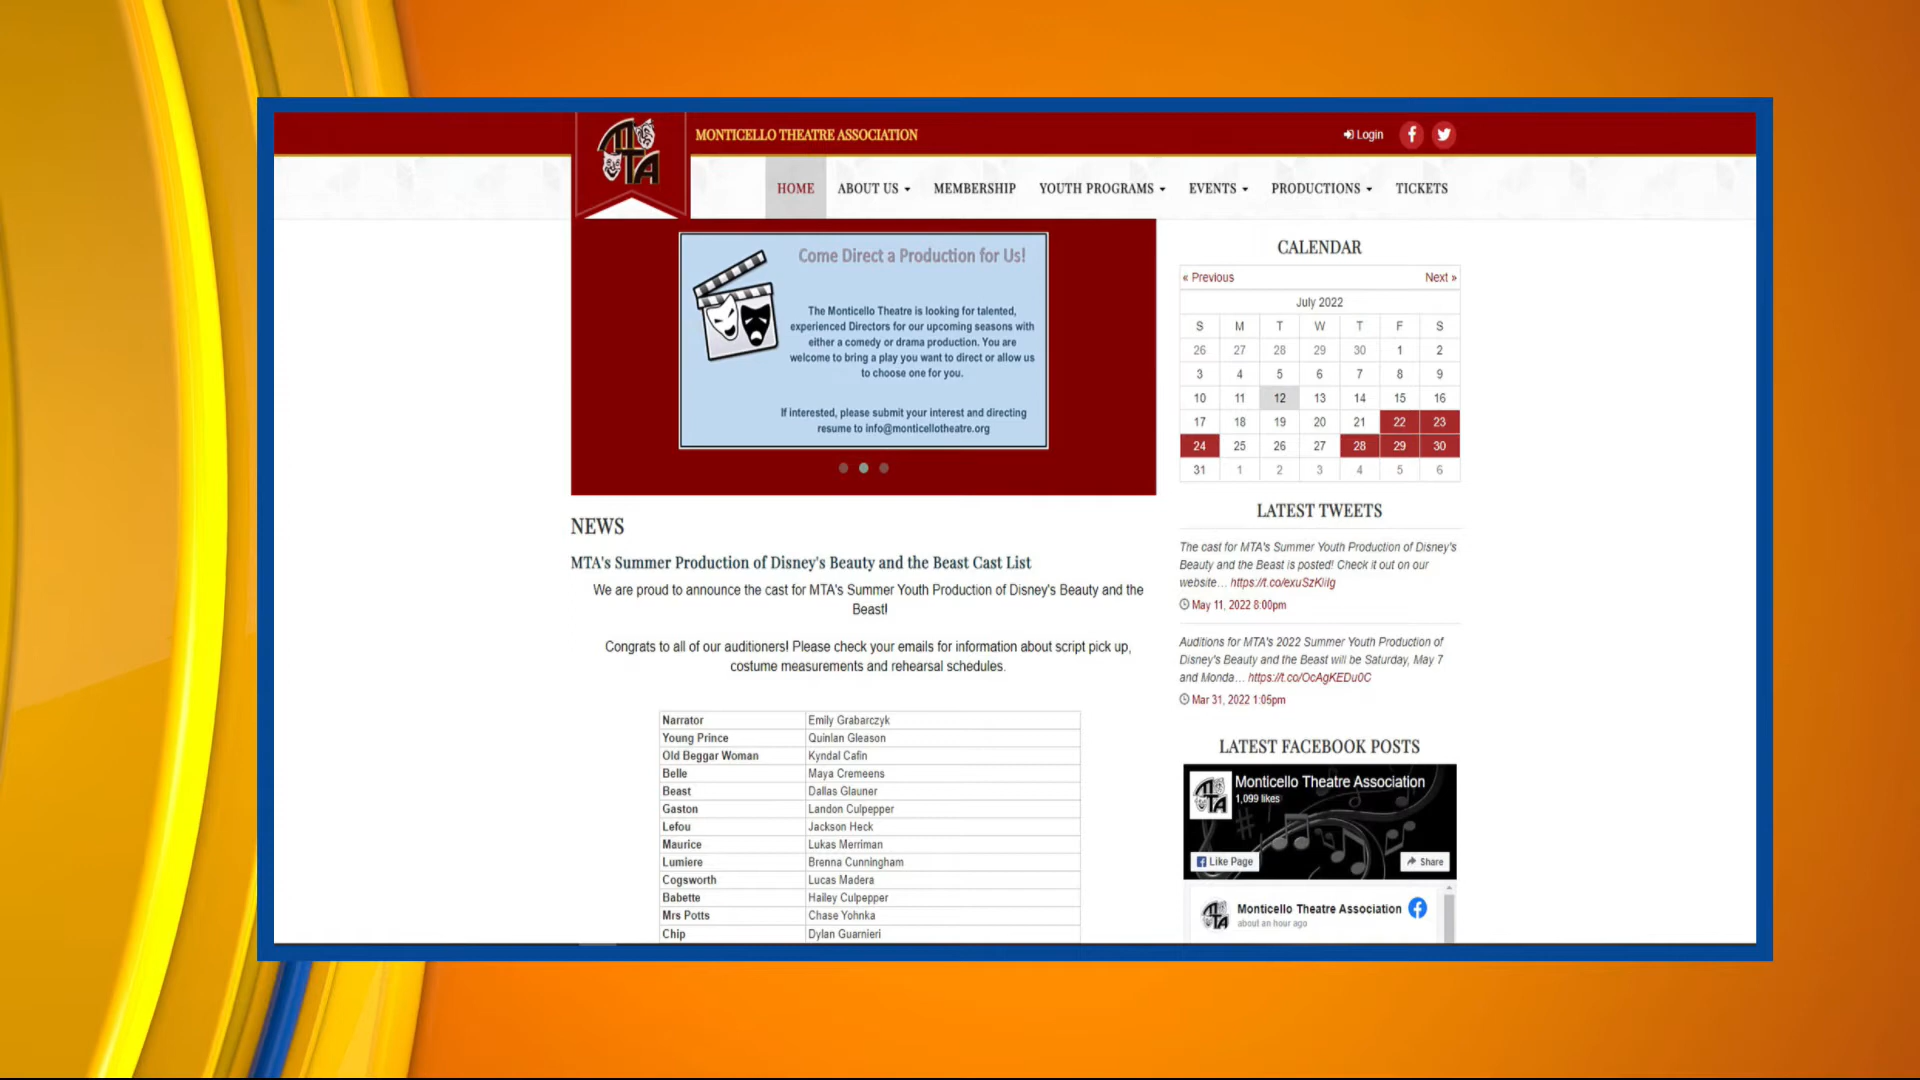 MTA
MONTICELLO THEATRE ASSOCIATION
Login
HOME ABOUT US MEMBERSHIP YOUTH PROGRAMS EVENTS PRODUCTIONS TICKETS
Come Direct a Production for Us!
The Monticello Theatre is looking for talented,
experienced Directors for our upcoming seasons with
either a comedy or drama production. You are
welcome to bring a play you want to direct or allow us
to choose one for you.
If interested, please submit your interest and directing
resume to info@monticellotheatre.org
NEWS
MTA's Summer Production of Disney's Beauty and the Beast Cast List
We are proud to announce the cast for MTA's Summer Youth Production of Disney's Beauty and the
Beast!
Congrats to all of our auditioners! Please check your emails for information about script pick up,
costume measurements and rehearsal schedules.
Narrator Emily Grabarczyk
Young Prince Quinlan Gleason
Old Beggar Woman Kyndal Cafin
Belle Maya Cremeens
Beast Dallas Glauner
Gaston Landon Culpepper
Lefou Jackson Heck
Maurice Lukas Merriman
Lumiere Brenna Cunningham
Cogsworth Lucas Madera
Babette Hailey Culpepper
Mrs Potts Chase Yohnka
Chip Dylan Guarnieri
CALENDAR
« Previous Next »
July 2022
S M T W T F S
26 27 28 29 30 1 2
3 4 5 6 7 8 9
10 11 12 13 14 15 16
17 18 19 20 21 22 23
24 25 26 27 28 29 30
31 1 2 3 4 5 6
LATEST TWEETS
The cast for MTA's Summer Youth Production of Disney's
Beauty and the Beast is posted! Check it out on our
website…
May 11, 2022 8:00pm
Auditions for MTA's 2022 Summer Youth Production of
Disney's Beauty and the Beast will be Saturday, May 7
and Monda… https://t.co/OcAgKEDu0C
Mar 31, 2022 1:05pm
LATEST FACEBOOK POSTS
MTA
Monticello Theatre Association
1,099 likes
Like Page Share
MTA
Monticello Theatre Association
about an hour ago